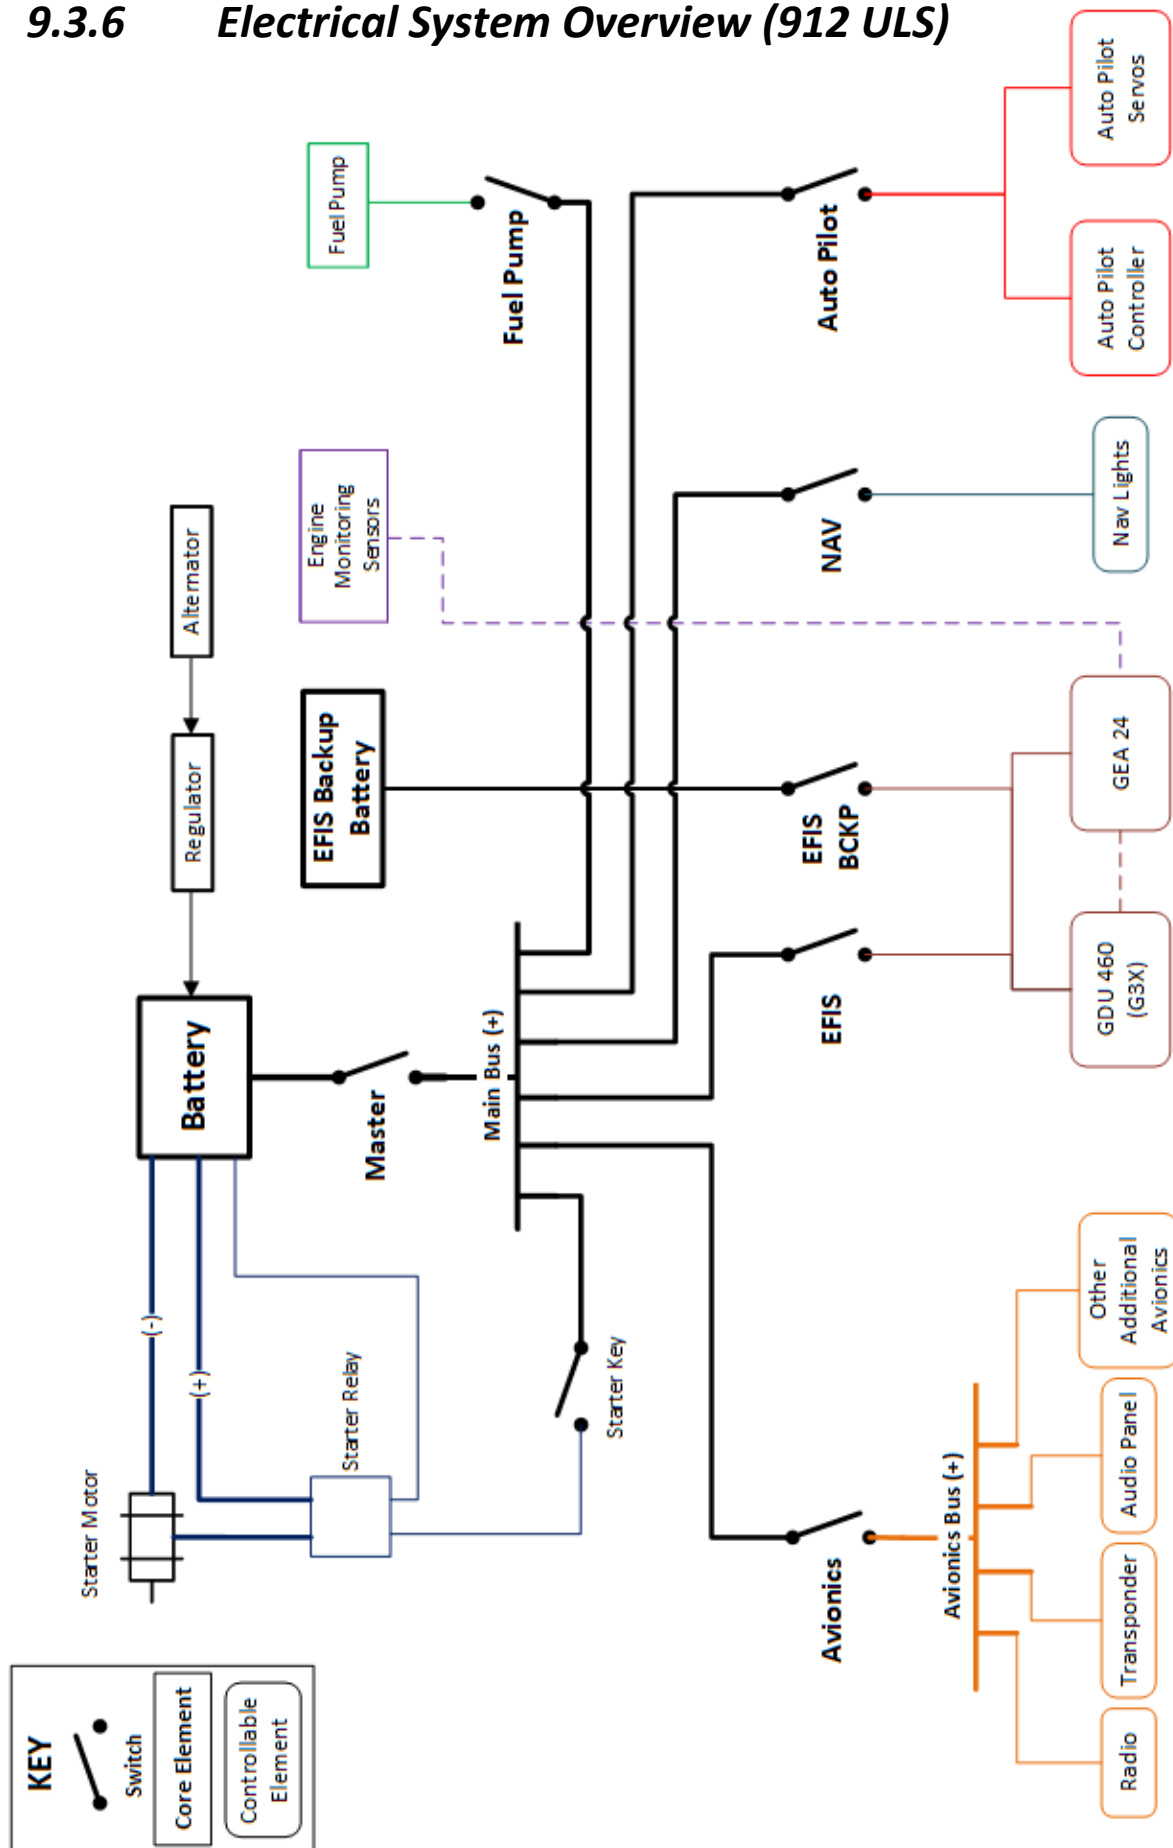 9.3.6 Electrical System Overview (912 ULS)
KEY
Switch
Core Element
Controllable
Element
Starter Motor
(-)
(+)
Starter Relay
Battery
Regulator
Alternator
Master
Main Bus (+)
Starter Key
EFIS Backup
Battery
Engine
Monitoring
Sensors
Fuel Pump
Fuel Pump
Avionics
EFIS
EFIS
BCKP
NAV
Auto Pilot
Avionics Bus (+)
Radio
Transponder
Audio Panel
Other
Additional
Avionics
GDU 460
(G3X)
GEA 24
Nav Lights
Auto Pilot
Controller
Auto Pilot
Servos